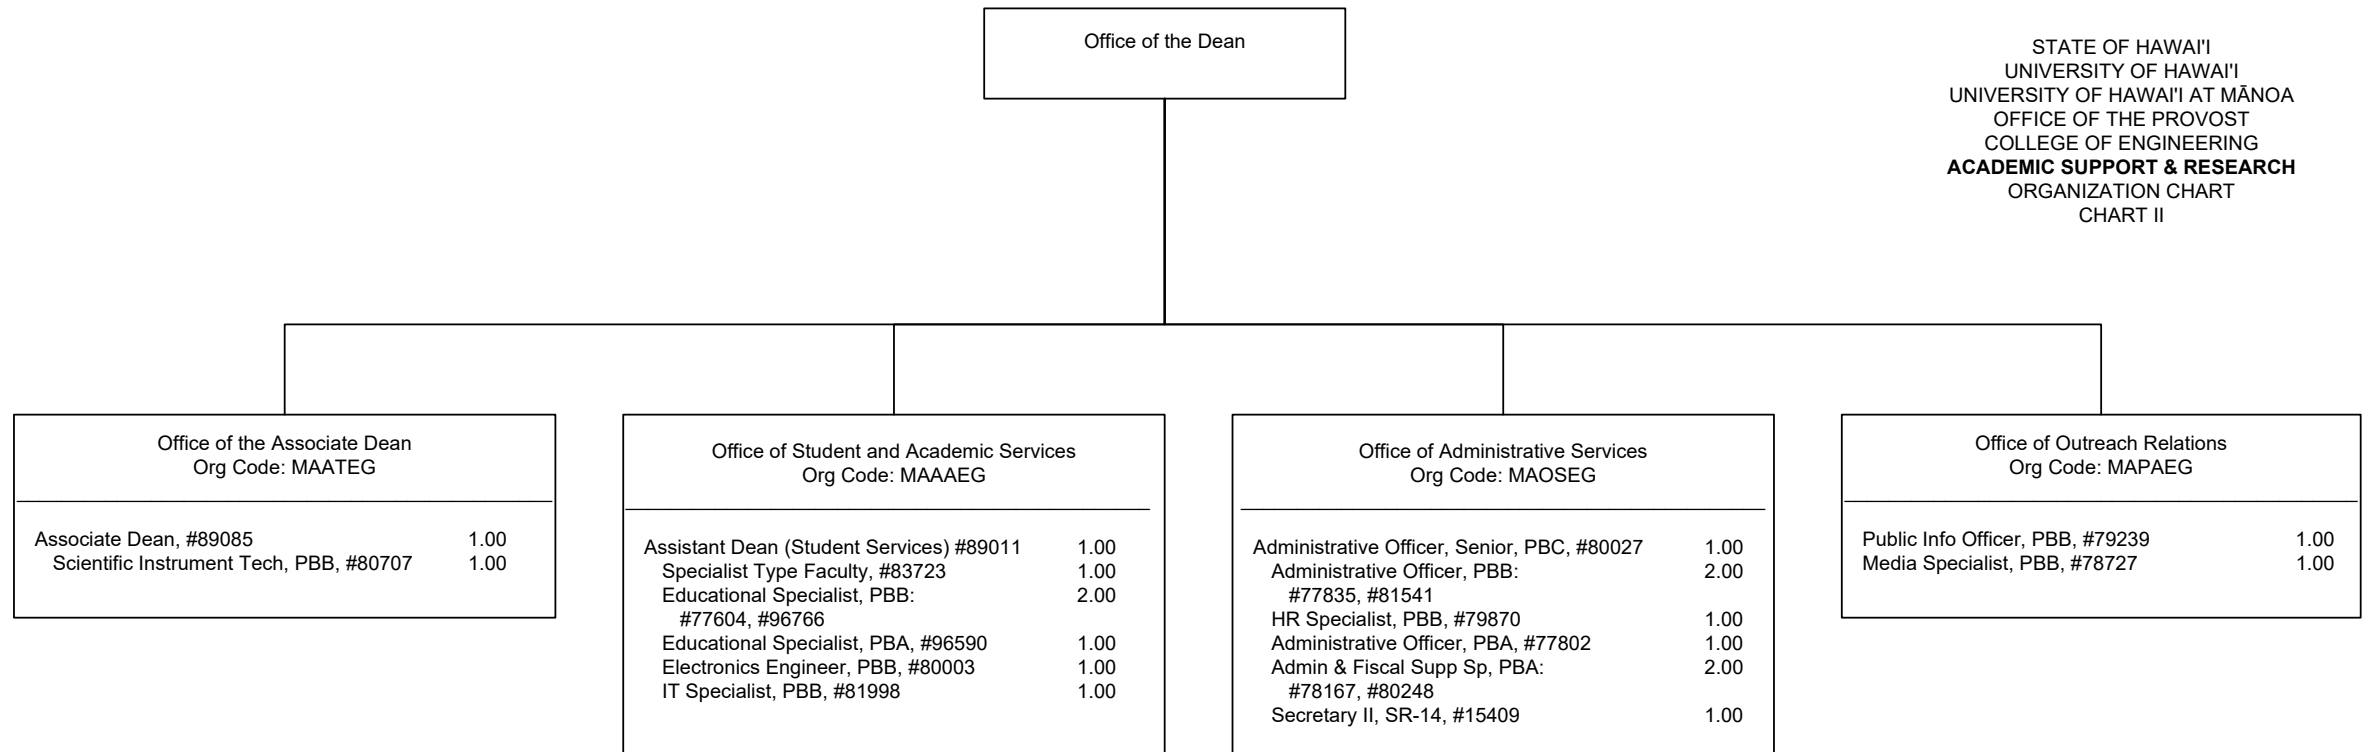 Office of the Dean
STATE OF HAWAI'I
UNIVERSITY OF HAWAI'I
UNIVERSITY OF HAWAI'I AT MĀNOA
OFFICE OF THE PROVOST
COLLEGE OF ENGINEERING
ACADEMIC SUPPORT & RESEARCH
ORGANIZATION CHART
CHART II
Office of the Associate Dean
Org Code: MAATEG
Associate Dean, #89085 1.00
Scientific Instrument Tech, PBB, #80707 1.00
Office of Student and Academic Services
Org Code: MAAAEG
Assistant Dean (Student Services) #89011 1.00
Specialist Type Faculty, #83723 1.00
Educational Specialist, PBB: 2.00
#77604, #96766
Educational Specialist, PBA, #96590 1.00
Electronics Engineer, PBB, #80003 1.00
IT Specialist, PBB, #81998 1.00
Office of Administrative Services
Org Code: MAOSEG
Administrative Officer, Senior, PBC, #80027 1.00
Administrative Officer, PBB: 2.00
#77835, #81541
HR Specialist, PBB, #79870 1.00
Administrative Officer, PBA, #77802 1.00
Admin & Fiscal Supp Sp, PBA: 2.00
#78167, #80248
Secretary II, SR-14, #15409 1.00
Office of Outreach Relations
Org Code: MAPAEG
Public Info Officer, PBB, #79239 1.00
Media Specialist, PBB, #78727 1.00